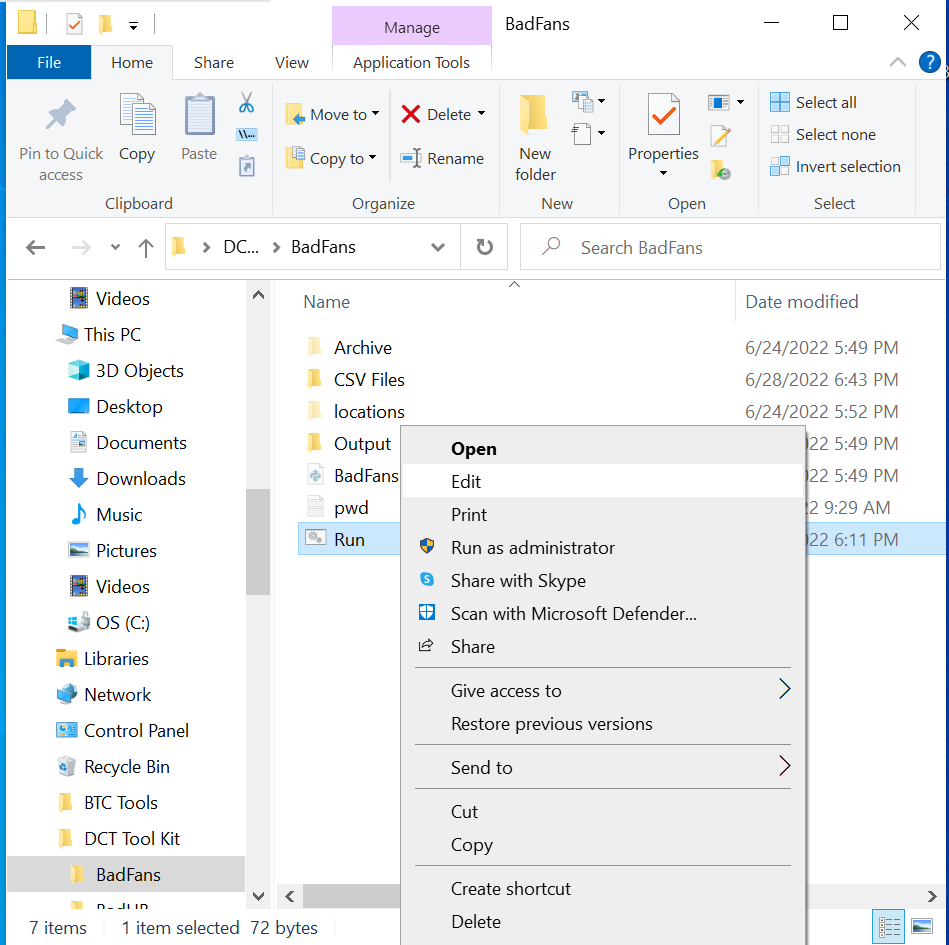 Manage
BadFans
File
Home
Share
View
Application Tools
?
Pin to Quick
access
Copy
Paste
Move to
Copy to
Delete
Rename
New
folder
Properties
Select all
Select none
Invert selection
Clipboard
Organize
New
Open
Select
DC...
BadFans
Search BadFans
Videos
This PC
3D Objects
Desktop
Documents
Downloads
Music
Pictures
Videos
OS (C:)
Libraries
Network
Control Panel
Recycle Bin
BTC Tools
DCT Tool Kit
BadFans
Name
Date modified
Archive
6/24/2022 5:49 PM
CSV Files
6/28/2022 6:43 PM
locations
6/24/2022 5:52 PM
Output
22 5:49 PM
BadFans
22 5:49 PM
pwd
22 9:29 AM
Run
22 6:11 PM
Open
Edit
Print
Run as administrator
Share with Skype
Scan with Microsoft Defender...
Share
Give access to
Restore previous versions
Send to
Cut
Copy
Create shortcut
Delete
7 items
1 item selected
72 bytes